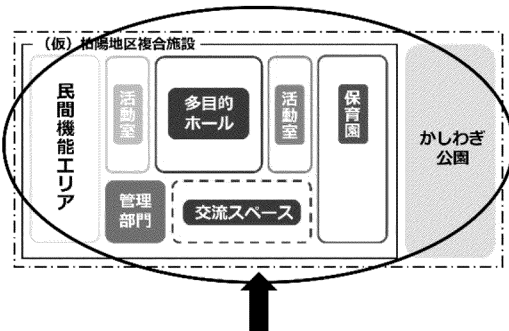 （仮）柏陽地区複合施設
民間機能エリア
活動室
多目的
ホール
活動室
保育園
かしわぎ
公園
管理
部門
交流スペース